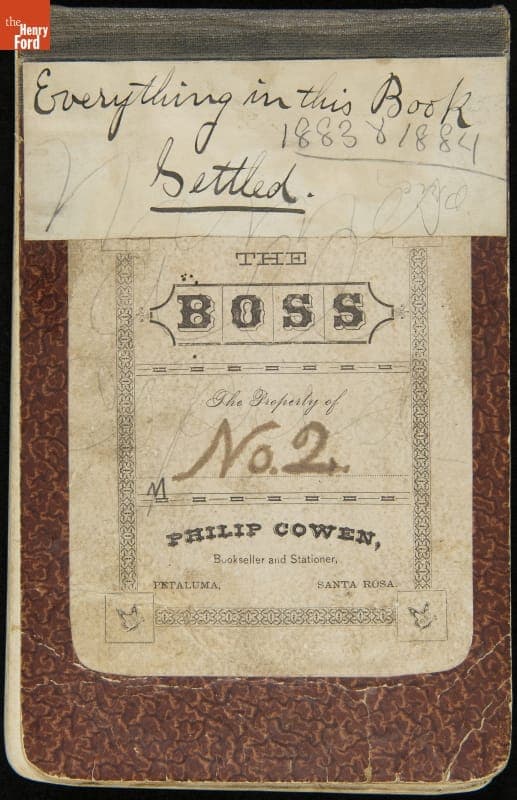 the
Henry
Ford
Everything in this Book
1883 & 1884
Settled.
THE
BOSS
The Property of
No. 2.
PHILIP COWEN,
Bookseller and Stationer,
PETALUMA, SANTA ROSA.